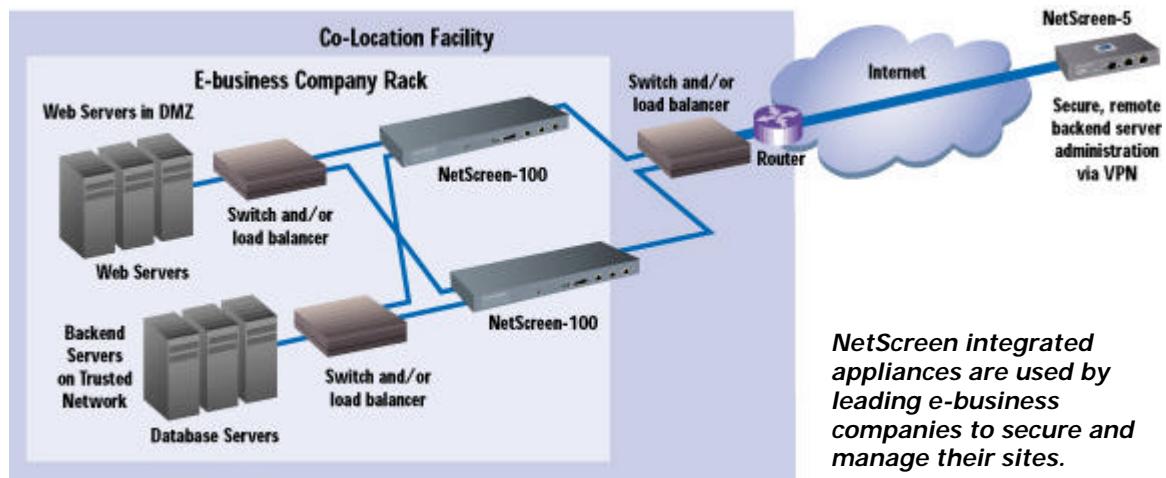 Co-Location Facility
E-business Company Rack
Web Servers in DMZ
Web Servers
Switch and/or
load balancer
NetScreen-100
NetScreen-100
Backend
Servers
on Trusted
Network
Database Servers
Switch and/or
load balancer
Switch and/or
load balancer
Router
Internet
NetScreen-5
Secure, remote
backend server
administration
via VPN
NetScreen integrated
appliances are used by
leading e-business
companies to secure and
manage their sites.